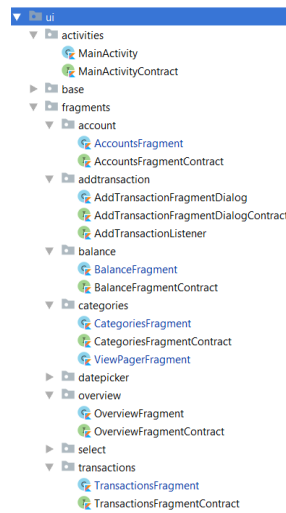 ui
activities
MainActivity
MainActivityContract
base
fragments
account
AccountsFragment
AccountsFragmentContract
addtransaction
AddTransactionFragmentDialog
AddTransactionFragmentDialogContract
AddTransactionListener
balance
BalanceFragment
BalanceFragmentContract
categories
CategoriesFragment
CategoriesFragmentContract
ViewPagerFragment
datepicker
overview
OverviewFragment
OverviewFragmentContract
select
transactions
TransactionsFragment
TransactionsFragmentContract